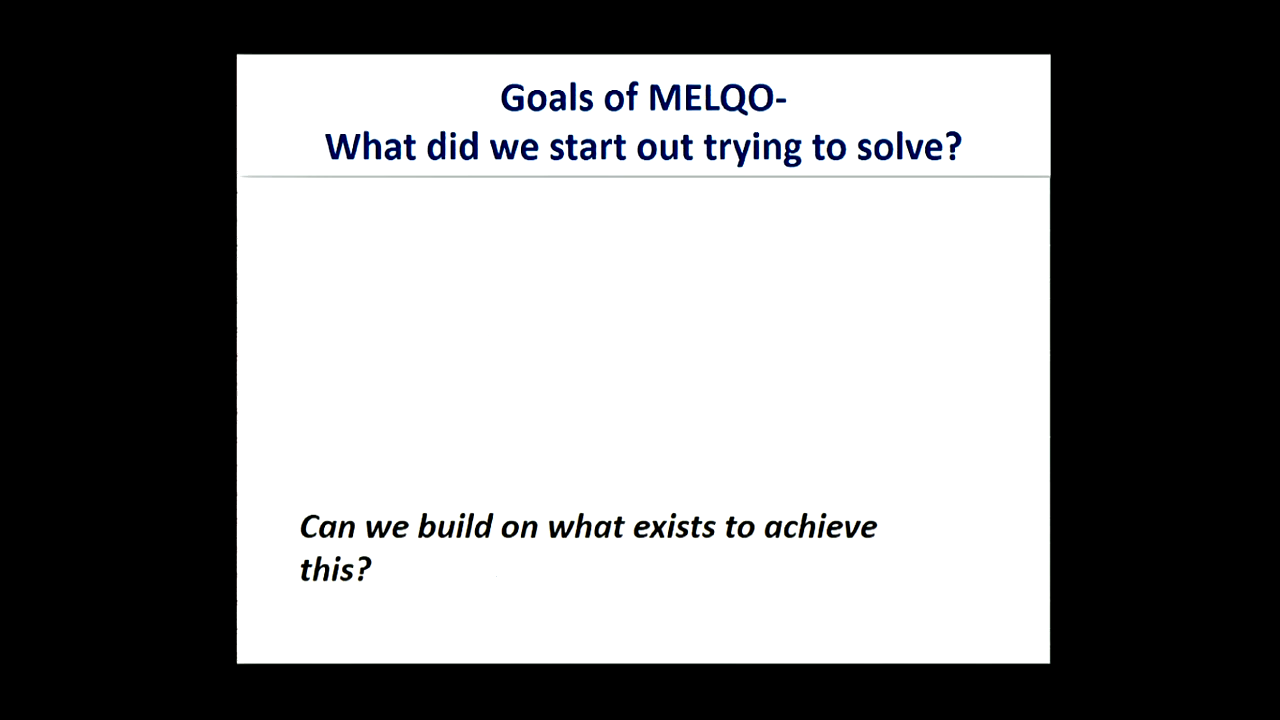 Goals of MELQO-
What did we start out trying to solve?
Can we build on what exists to achieve
this?